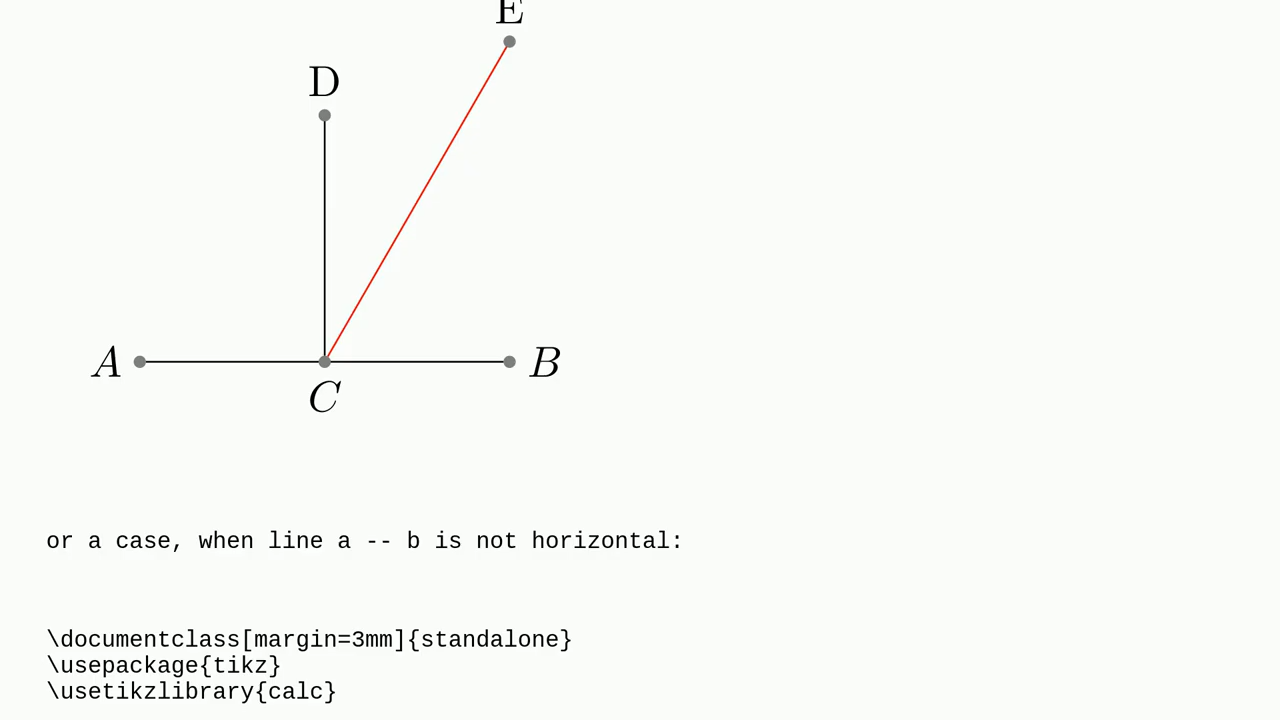 E
D
A
B
C
or a case, when line a -- b is not horizontal:
\documentclass[margin=3mm]{standalone}
\usepackage{tikz}
\usetikzlibrary{calc}